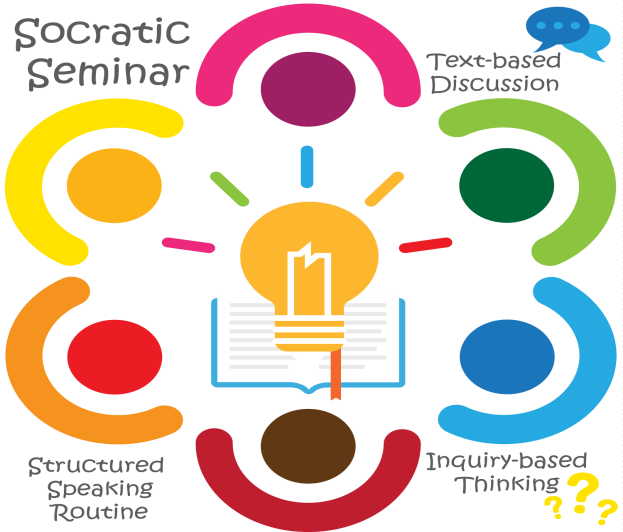 Socratic
Seminar
Text-based
Discussion
Structured
Speaking
Routine
Inquiry-based
Thinking
???